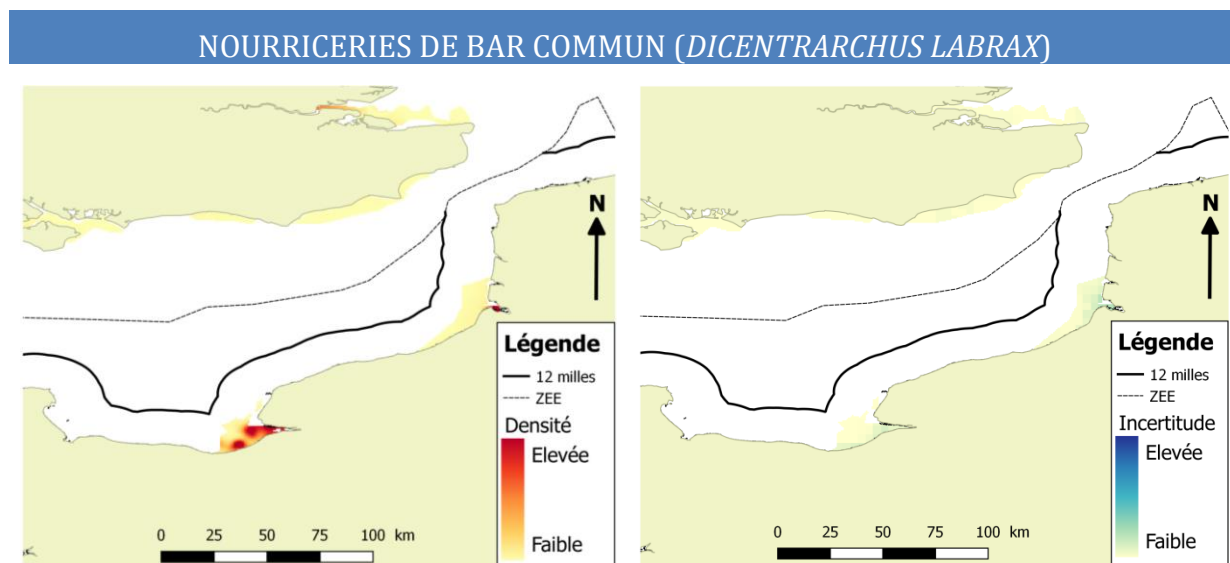 NOURRICERIES DE BAR COMMUN (DICENTRARCHUS LABRAX)
N
Légende
12 milles
ZEE
Densité
Elevée
Faible
0 25 50 75 100 km
N
Légende
12 milles
ZEE
Incertitude
Elevée
Faible
0 25 50 75 100 km